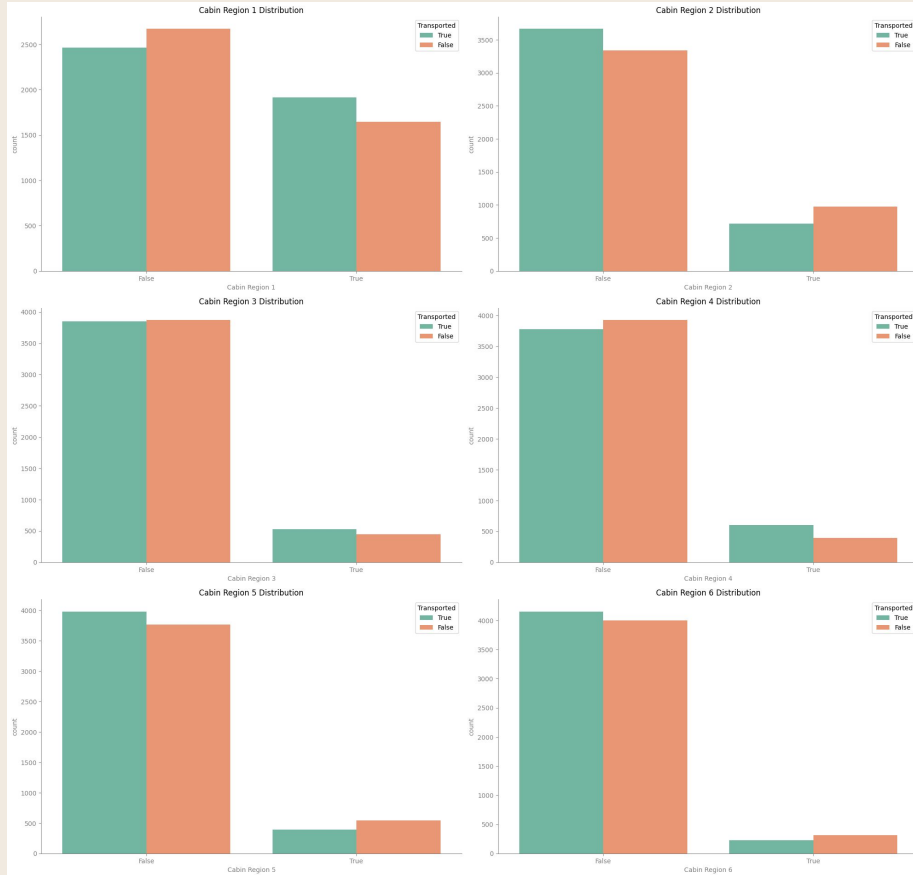 Cabin Region 1 Distribution
Transported
True
False
2500
2000
1500
1000
500
0
count
False
True
Cabin Region 1
Cabin Region 2 Distribution
Transported
True
False
3500
3000
2500
2000
1500
1000
500
0
count
False
True
Cabin Region 2
Cabin Region 3 Distribution
Transported
True
False
4000
3500
3000
2500
2000
1500
1000
500
0
count
False
True
Cabin Region 3
Cabin Region 4 Distribution
Transported
True
False
4000
3500
3000
2500
2000
1500
1000
500
0
count
False
True
Cabin Region 4
Cabin Region 5 Distribution
Transported
True
False
4000
3500
3000
2500
2000
1500
1000
500
0
count
False
True
Cabin Region 5
Cabin Region 6 Distribution
Transported
True
False
4000
3500
3000
2500
2000
1500
1000
500
0
count
False
True
Cabin Region 6